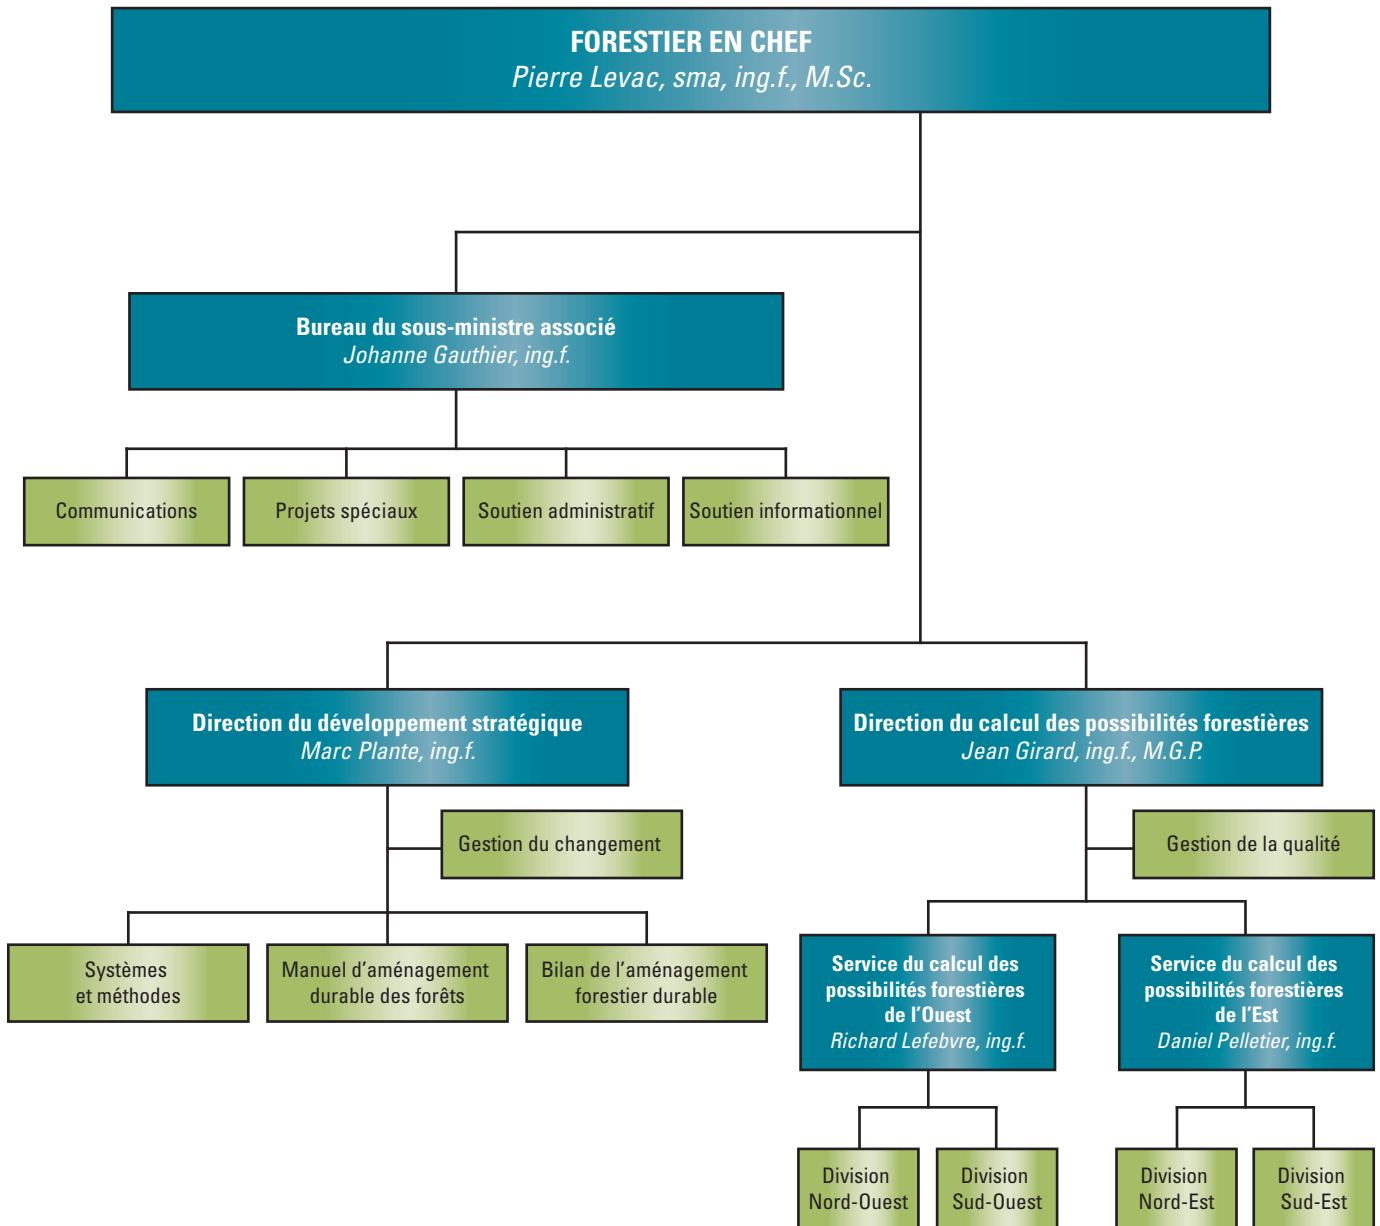 FORESTIER EN CHEF
Pierre Levac, sma, ing.f., M.Sc.
Bureau du sous-ministre associé
Johanne Gauthier, ing.f.
Communications
Projets spéciaux
Soutien administratif
Soutien informationnel
Direction du développement stratégique
Marc Plante, ing.f.
Direction du calcul des possibilités forestières
Jean Girard, ing.f., M.G.P.
Gestion du changement
Gestion de la qualité
Systèmes
et méthodes
Manuel d'aménagement
durable des forêts
Bilan de l'aménagement
forestier durable
Service du calcul des
possibilités forestières
de l'Ouest
Richard Lefebvre, ing.f.
Service du calcul des
possibilités forestières
de l'Est
Daniel Pelletier, ing.f.
Division
Nord-Ouest
Division
Sud-Ouest
Division
Nord-Est
Division
Sud-Est